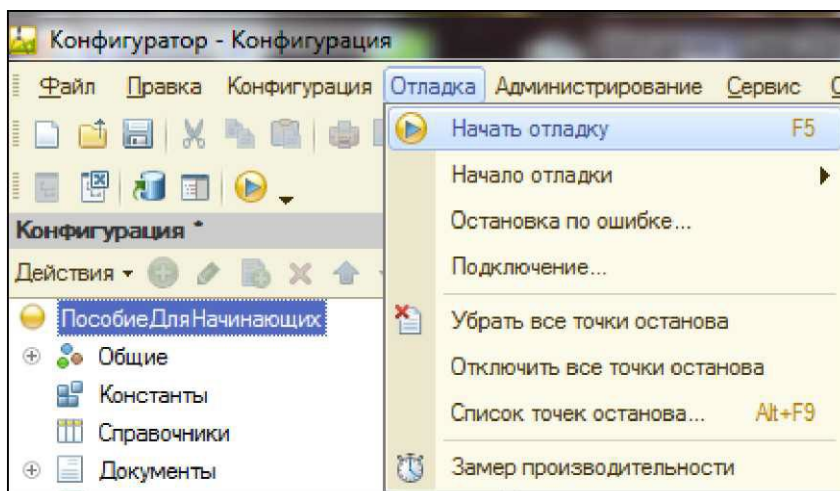 Конфигуратор - Конфигурация
Файл Правка Конфигурация Отладка Администрирование Сервис
Начать отладку F5
Начало отладки
Остановка по ошибке...
Конфигурация *
Действия
Подключение...
ПособиеДляНачинающих
Убрать все точки останова
Общие
Отключить все точки останова
Константы
Список точек останова... Alt+F9
Справочники
Документы
Замер производительности